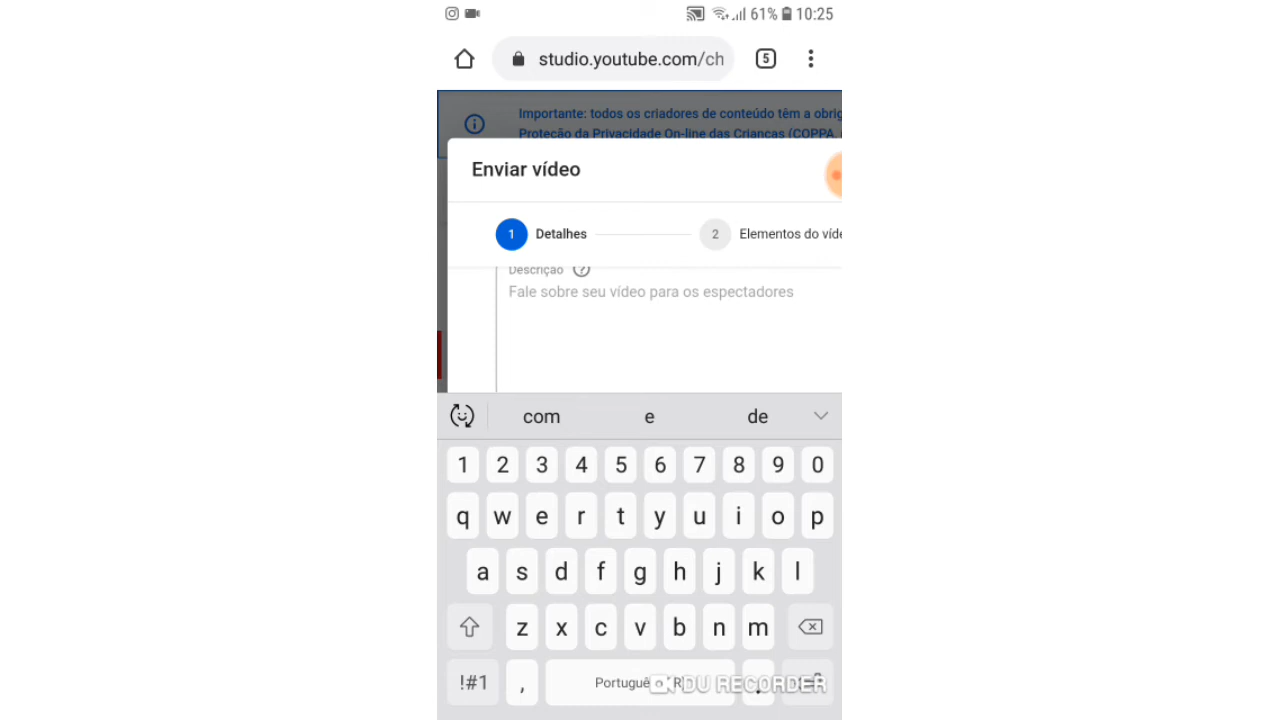 61% 10:25
studio.youtube.com/ch 5
Importante: todos os criadores de conteúdo têm a obrig
Proteção da Privacidade On-line das Crianças (COPPA,
Enviar vídeo
1 Detalhes 2 Elementos do víde
Descrição ?
Fale sobre seu vídeo para os espectadores
com e de
1 2 3 4 5 6 7 8 9 0
q w e r t y u i o p
a s d f g h j k l
z x c v b n m
!#1 , Portuguê .
DU RECORDER